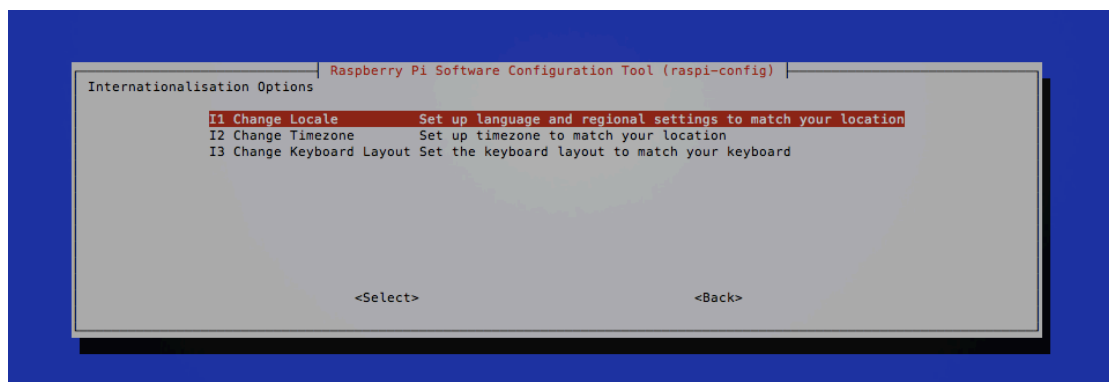 Raspberry Pi Software Configuration Tool (raspi-config)
Internationalisation Options
I1 Change Locale Set up language and regional settings to match your location
I2 Change Timezone Set up timezone to match your location
I3 Change Keyboard Layout Set the keyboard layout to match your keyboard
<Select> <Back>